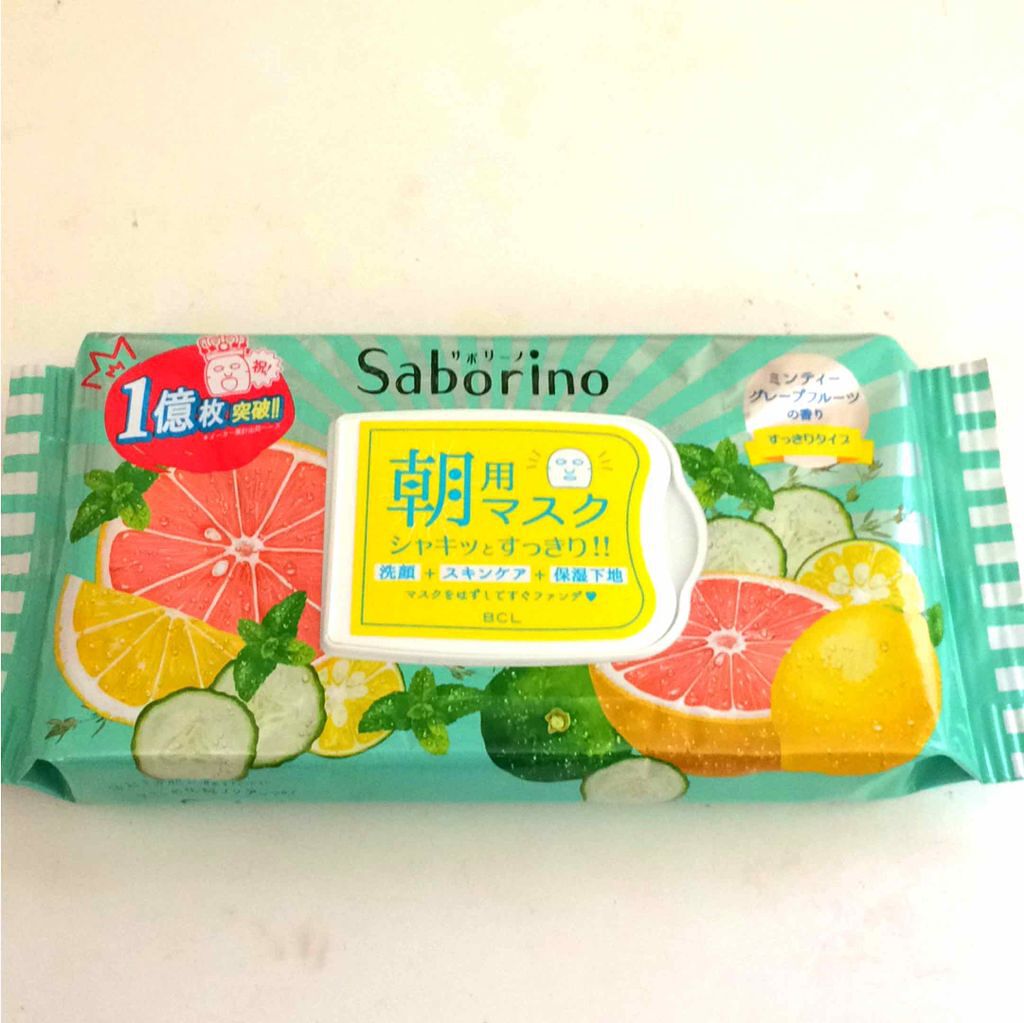 サボリーノ
Saborino
祝!
1億枚突破!!
ミンティー
グレープフルーツ
の香り
すっきりタイプ
朝用
マスク
シャキッとすっきり!!
洗顔 + スキンケア + 保湿下地
マスクをはずしてすぐファンデ♥
BCL